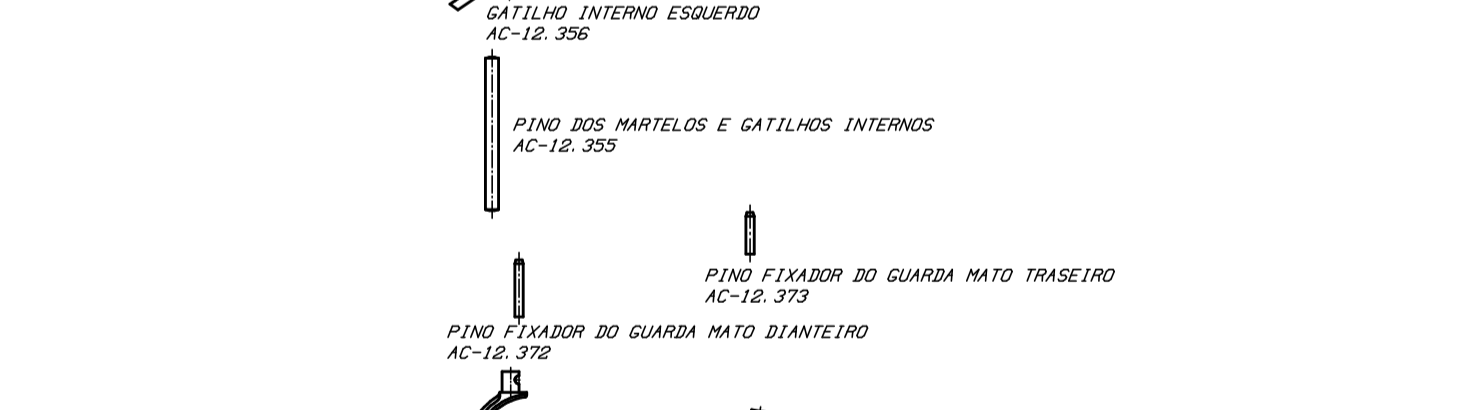 GATILHO INTERNO ESQUERDO
AC-12.356
PINO DOS MARTELOS E GATILHOS INTERNOS
AC-12.355
PINO FIXADOR DO GUARDA MATO TRASEIRO
AC-12.373
PINO FIXADOR DO GUARDA MATO DIANTEIRO
AC-12.372